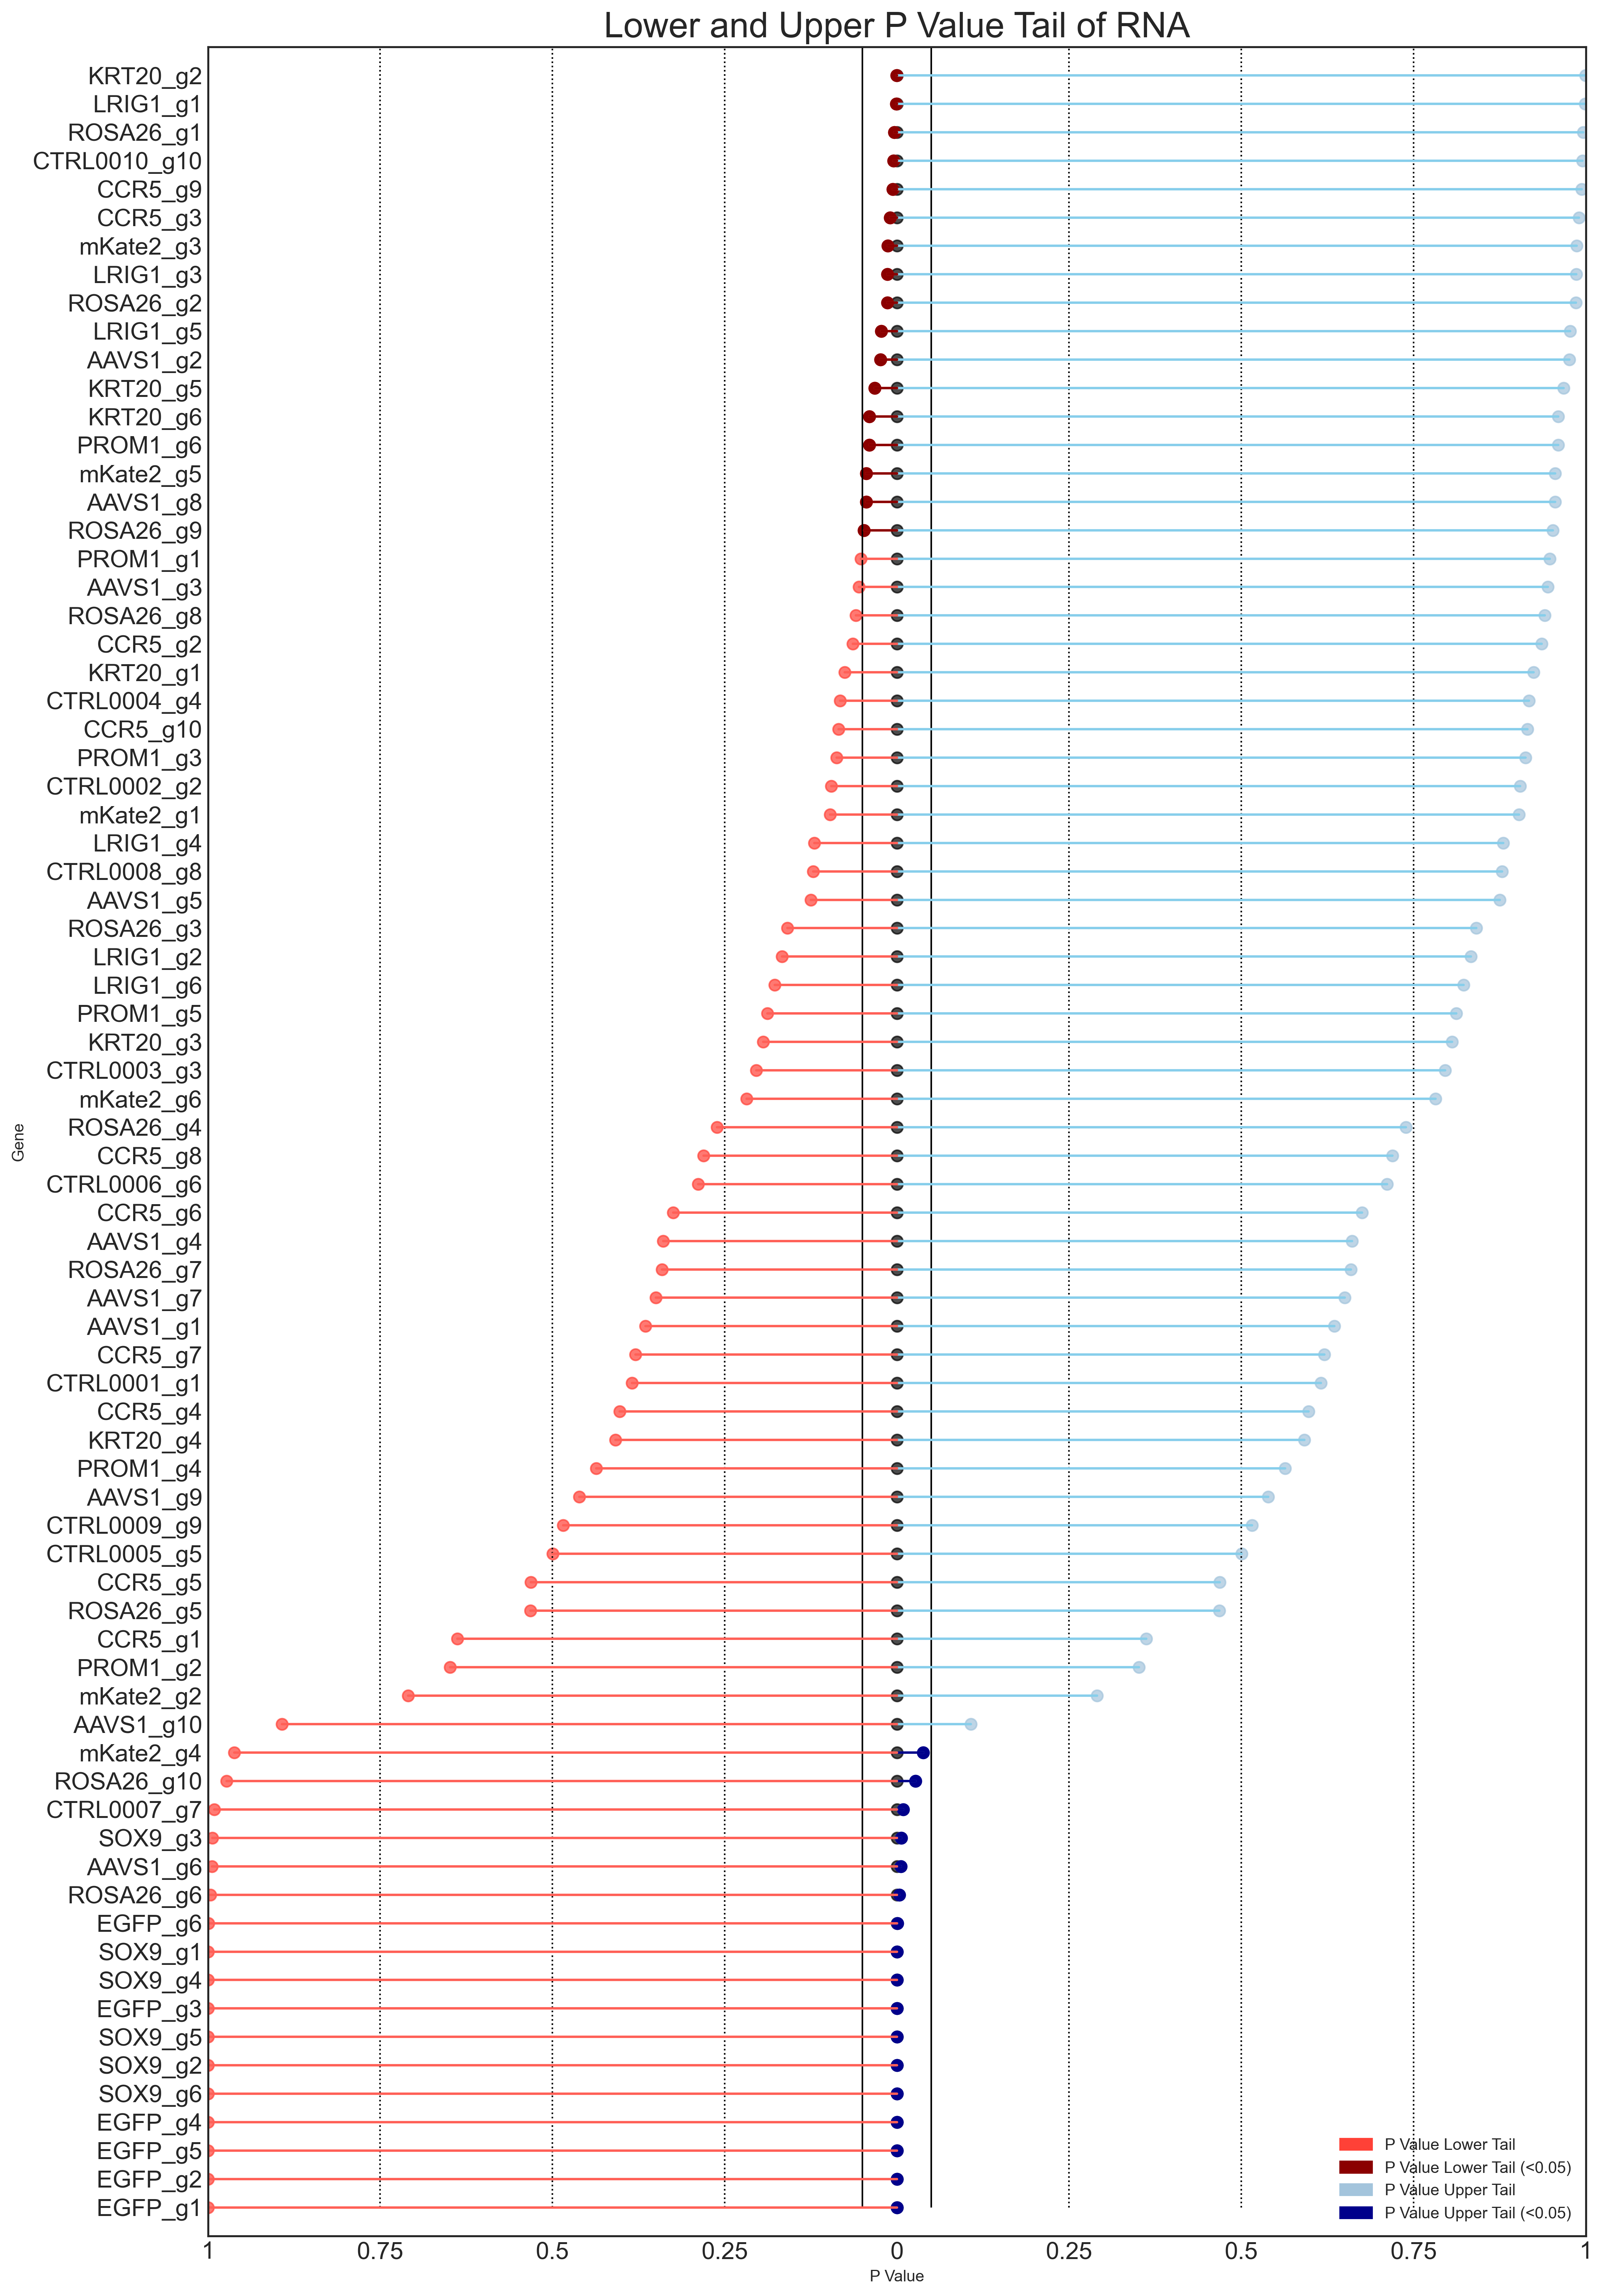 Lower and Upper P Value Tail of RNA
KRT20_g2
LRIG1_g1
ROSA26_g1
CTRL0010_g10
CCR5_g9
CCR5_g3
mKate2_g3
LRIG1_g3
ROSA26_g2
LRIG1_g5
AAVS1_g2
KRT20_g5
KRT20_g6
PROM1_g6
mKate2_g5
AAVS1_g8
ROSA26_g9
PROM1_g1
AAVS1_g3
ROSA26_g8
CCR5_g2
KRT20_g1
CTRL0004_g4
CCR5_g10
PROM1_g3
CTRL0002_g2
mKate2_g1
LRIG1_g4
CTRL0008_g8
AAVS1_g5
ROSA26_g3
LRIG1_g2
LRIG1_g6
PROM1_g5
KRT20_g3
CTRL0003_g3
mKate2_g6
ROSA26_g4
CCR5_g8
CTRL0006_g6
CCR5_g6
AAVS1_g4
ROSA26_g7
AAVS1_g7
AAVS1_g1
CCR5_g7
CTRL0001_g1
CCR5_g4
KRT20_g4
PROM1_g4
AAVS1_g9
CTRL0009_g9
CTRL0005_g5
CCR5_g5
ROSA26_g5
CCR5_g1
PROM1_g2
mKate2_g2
AAVS1_g10
mKate2_g4
ROSA26_g10
CTRL0007_g7
SOX9_g3
AAVS1_g6
ROSA26_g6
EGFP_g6
SOX9_g1
SOX9_g4
EGFP_g3
SOX9_g5
SOX9_g2
SOX9_g6
EGFP_g4
EGFP_g5
EGFP_g2
EGFP_g1
Gene
P Value Lower Tail
P Value Lower Tail (<0.05)
P Value Upper Tail
P Value Upper Tail (<0.05)
1 0.75 0.5 0.25 0 0.25 0.5 0.75 1
P Value